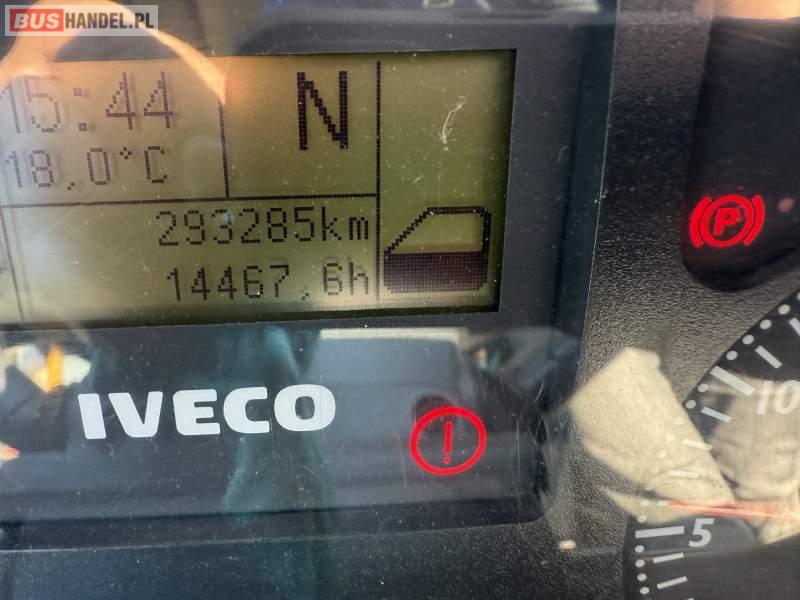 BUSHANDEL.PL
15:44
N
18,0°C
293285km
14467,6h
P
IVECO
!
10
5